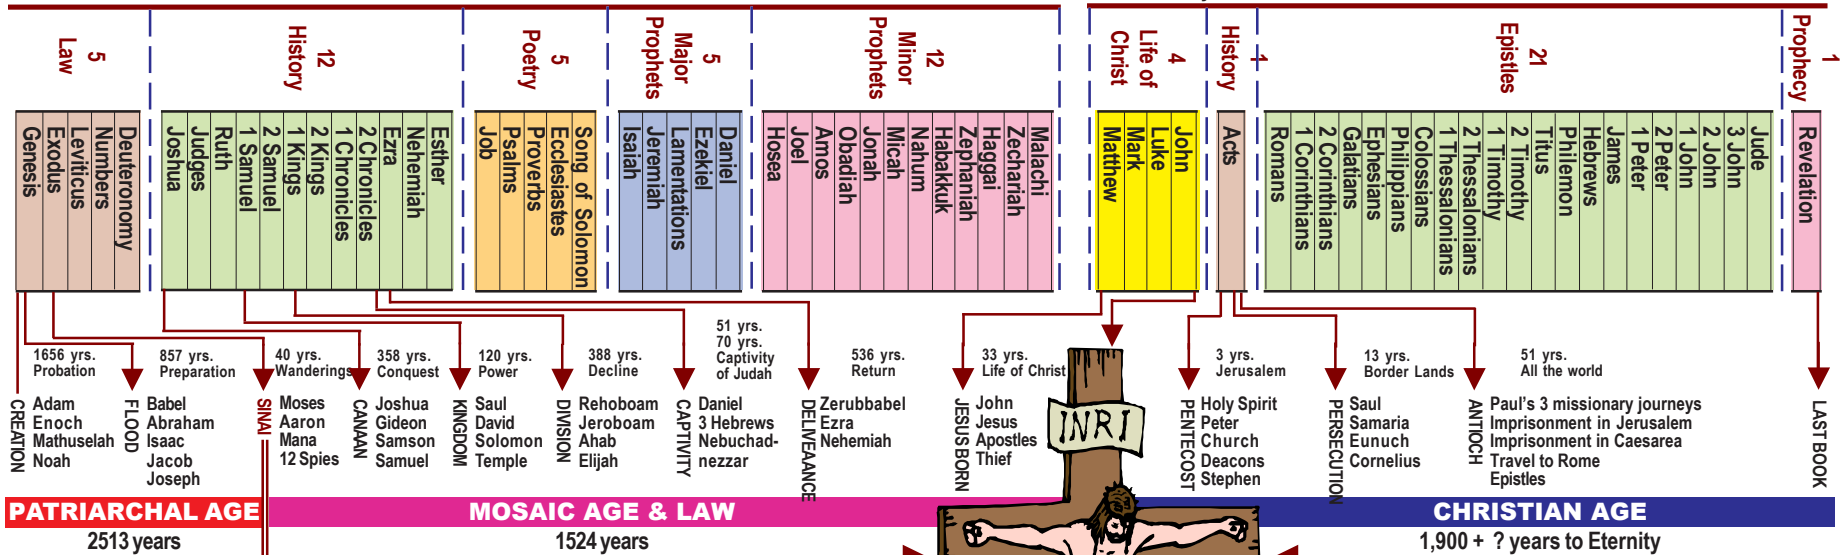 5
Law
12
History
5
Poetry
5
Major
Prophets
12
Minor
Prophets
4
Life of
Christ
1
History
21
Epistles
1
Prophecy
Genesis
Exodus
Leviticus
Numbers
Deuteronomy
Joshua
Judges
Ruth
1 Samuel
2 Samuel
1 Kings
2 Kings
1 Chronicles
2 Chronicles
Ezra
Nehemiah
Esther
Job
Psalms
Proverbs
Ecclesiastes
Song of Solomon
Isaiah
Jeremiah
Lamentations
Ezekiel
Daniel
Hosea
Joel
Amos
Obadiah
Jonah
Micah
Nahum
Habakkuk
Zephaniah
Haggai
Zechariah
Malachi
Matthew
Mark
Luke
John
Acts
Romans
1 Corinthians
2 Corinthians
Galatians
Ephesians
Philippians
Colossians
1 Thessalonians
2 Thessalonians
1 Timothy
2 Timothy
Titus
Philemon
Hebrews
James
1 Peter
2 Peter
1 John
2 John
3 John
Jude
Revelation
CREATION
1656 yrs.
Probation
Adam
Enoch
Mathuselah
Noah
FLOOD
857 yrs.
Preparation
Babel
Abraham
Isaac
Jacob
Joseph
SINAI
40 yrs.
Wanderings
Moses
Aaron
Mana
12 Spies
CANAAN
358 yrs.
Conquest
Joshua
Gideon
Samson
Samuel
KINGDOM
120 yrs.
Power
Saul
David
Solomon
Temple
DIVISION
388 yrs.
Decline
Rehoboam
Jeroboam
Ahab
Elijah
CAPTIVITY
51 yrs.
70 yrs.
Captivity
of Judah
Daniel
3 Hebrews
Nebuchad-
nezzar
DELIVEAANCE
536 yrs.
Return
Zerubbabel
Ezra
Nehemiah
JESUS BORN
33 yrs.
Life of Christ
John
Jesus
Apostles
Thief
INRI
PENTECOST
3 yrs.
Jerusalem
Holy Spirit
Peter
Church
Deacons
Stephen
PERSECUTION
13 yrs.
Border Lands
Saul
Samaria
Eunuch
Cornelius
ANTIOCH
51 yrs.
All the world
Paul's 3 missionary journeys
Imprisonment in Jerusalem
Imprisonment in Caesarea
Travel to Rome
Epistles
LAST BOOK
PATRIARCHAL AGE
2513 years
MOSAIC AGE & LAW
1524 years
CHRISTIAN AGE
1,900 + ? years to Eternity